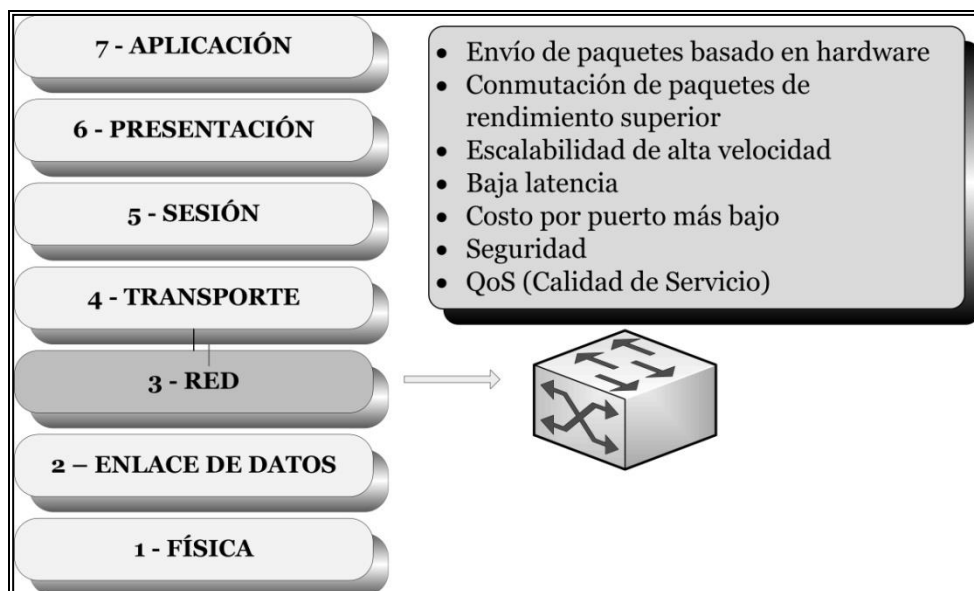 7 - APLICACIÓN
6 - PRESENTACIÓN
5 - SESIÓN
4 - TRANSPORTE
3 - RED
2 – ENLACE DE DATOS
1 - FÍSICA
• Envío de paquetes basado en hardware
• Conmutación de paquetes de
rendimiento superior
• Escalabilidad de alta velocidad
• Baja latencia
• Costo por puerto más bajo
• Seguridad
• QoS (Calidad de Servicio)